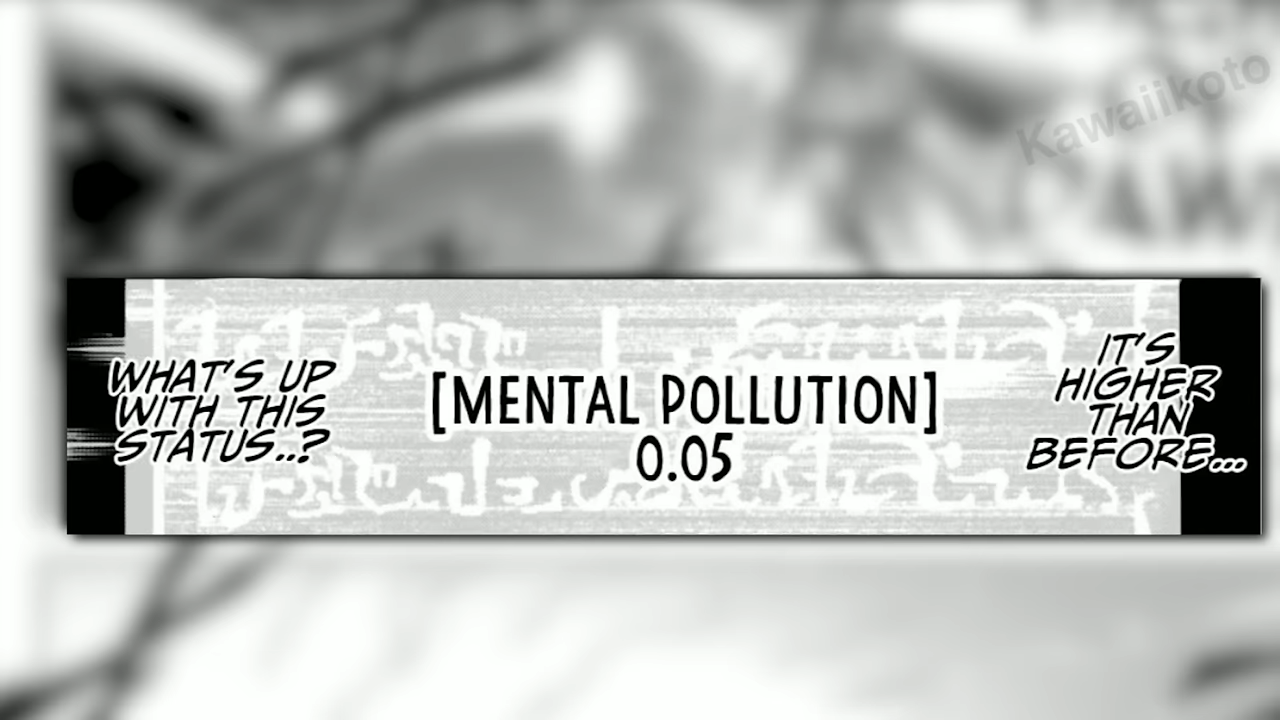 Kawaiikoto
WHAT'S UP
WITH THIS
STATUS..?
[MENTAL POLLUTION]
0.05
IT'S
HIGHER
THAN
BEFORE...